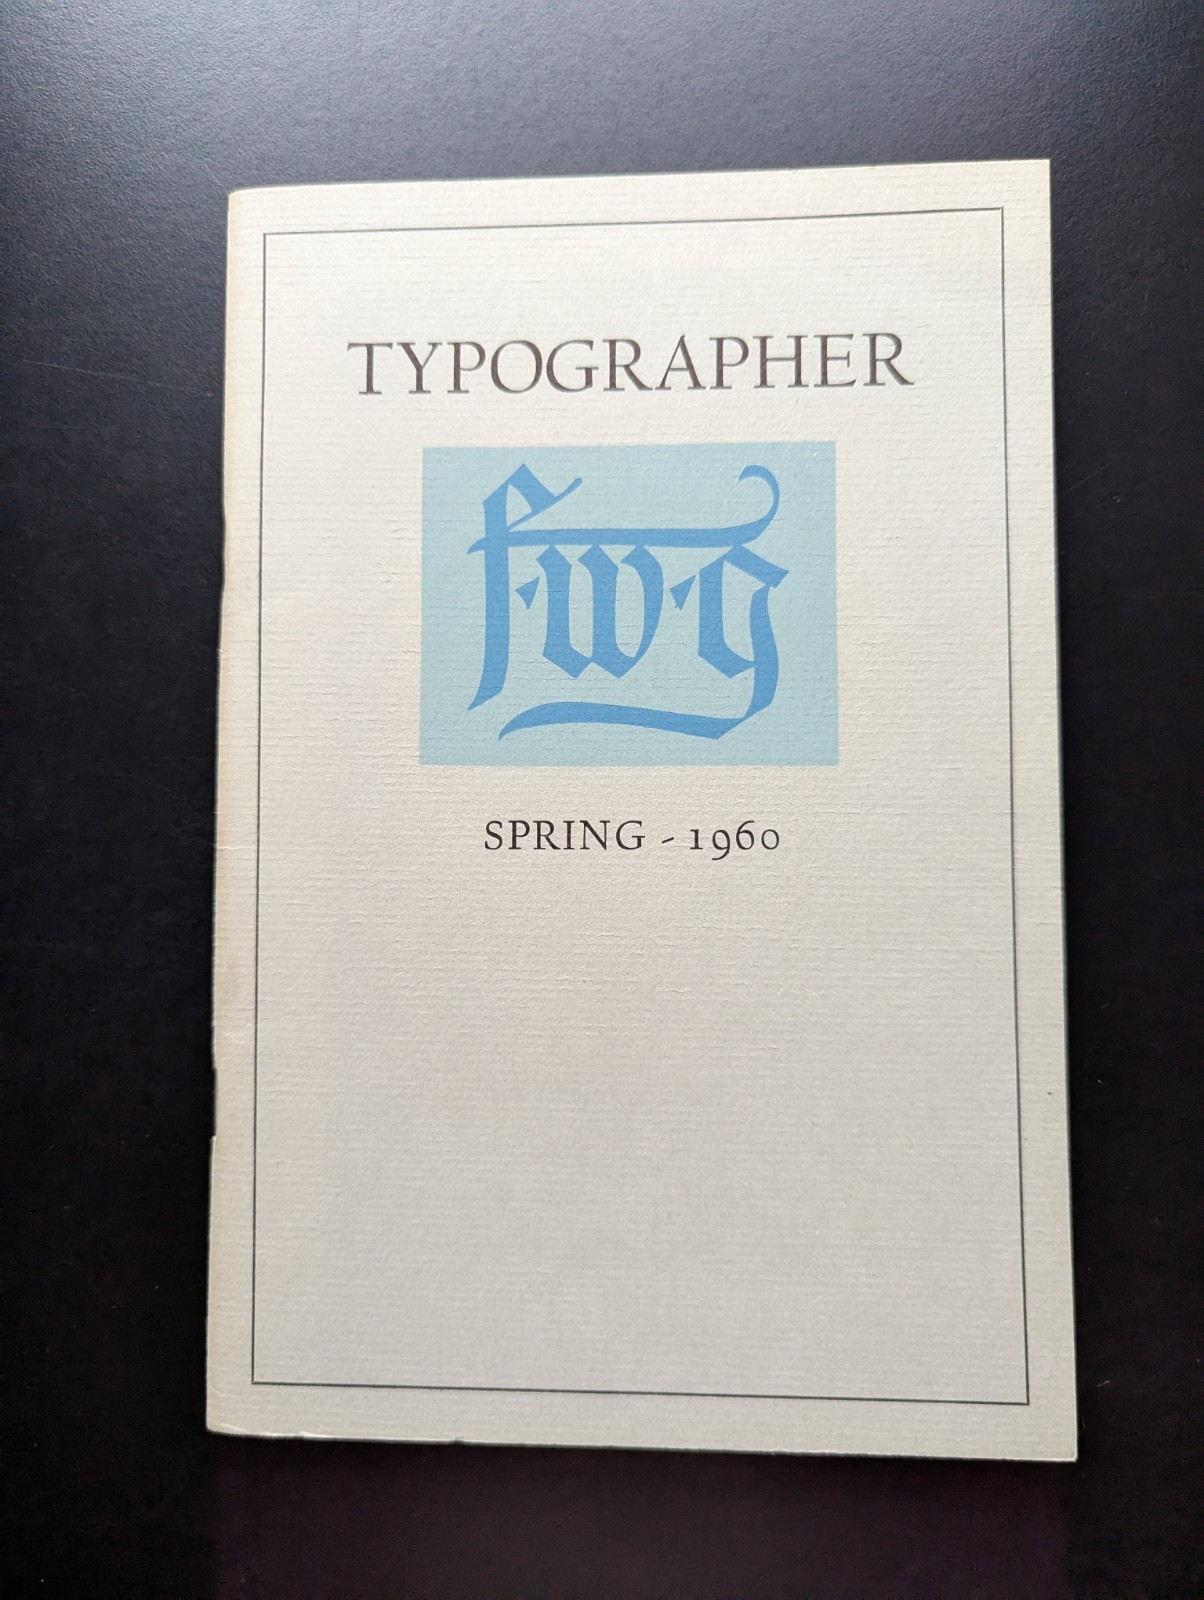 TYPOGRAPHER
f·w·g
SPRING - 1960